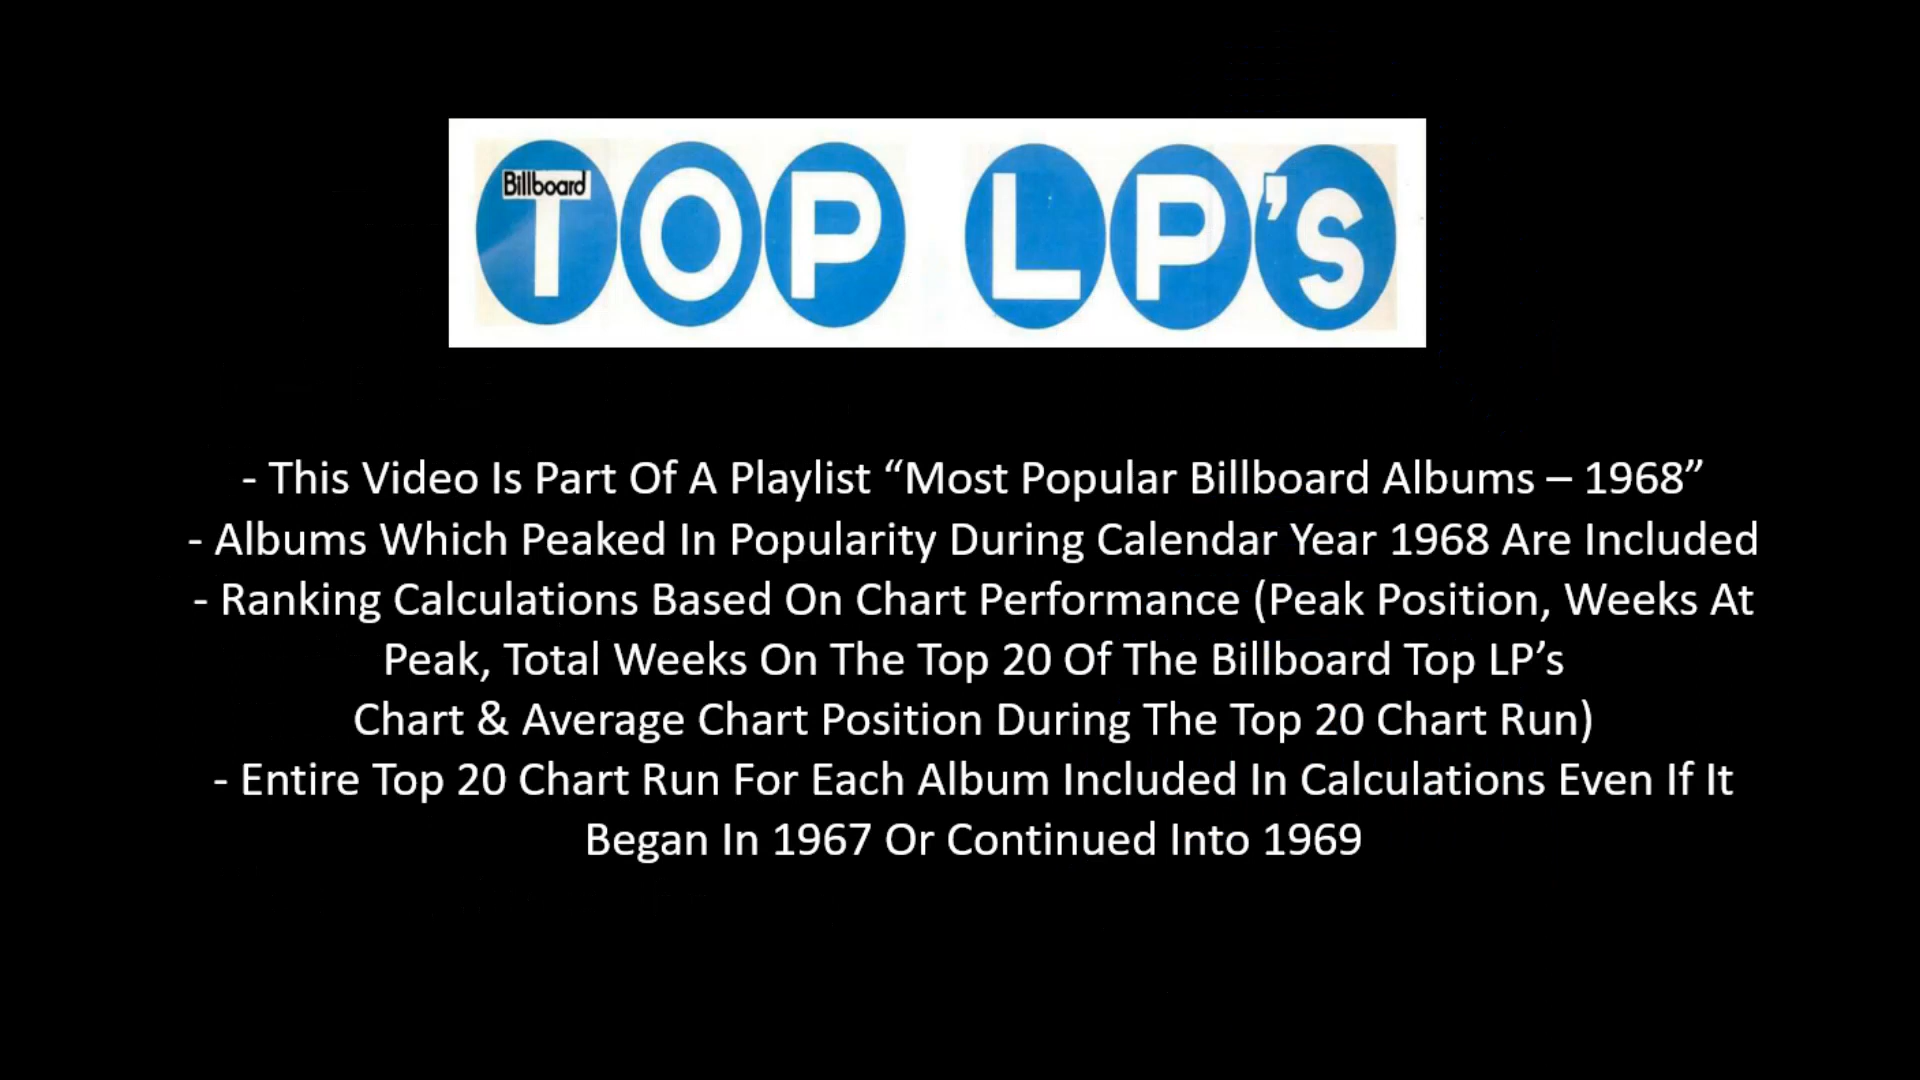 Billboard
TOP LP's
- This Video Is Part Of A Playlist “Most Popular Billboard Albums – 1968”
- Albums Which Peaked In Popularity During Calendar Year 1968 Are Included
- Ranking Calculations Based On Chart Performance (Peak Position, Weeks At
Peak, Total Weeks On The Top 20 Of The Billboard Top LP’s
Chart & Average Chart Position During The Top 20 Chart Run)
- Entire Top 20 Chart Run For Each Album Included In Calculations Even If It
Began In 1967 Or Continued Into 1969